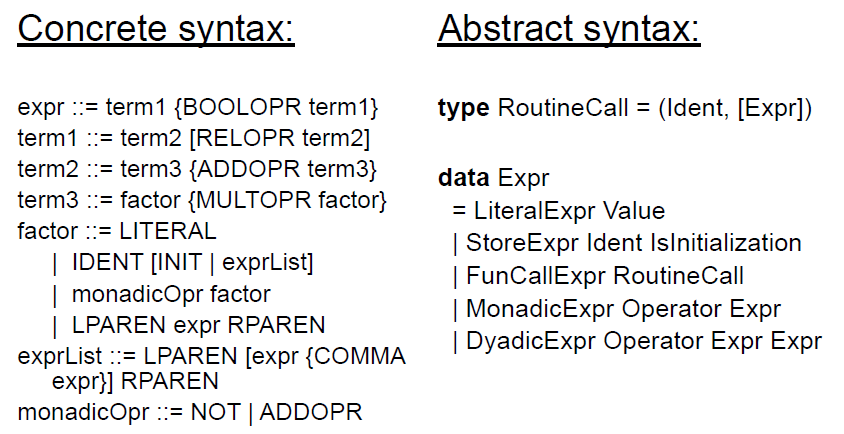 Concrete syntax:
expr ::= term1 {BOOLOPR term1}
term1 ::= term2 [RELOPR term2]
term2 ::= term3 {ADDOPR term3}
term3 ::= factor {MULTOPR factor}
factor ::= LITERAL
| IDENT [INIT | exprList]
| monadicOpr factor
| LPAREN expr RPAREN
exprList ::= LPAREN [expr {COMMA
expr}] RPAREN
monadicOpr ::= NOT | ADDOPR
Abstract syntax:
type RoutineCall = (Ident, [Expr])
data Expr
= LiteralExpr Value
| StoreExpr Ident IsInitialization
| FunCallExpr RoutineCall
| MonadicExpr Operator Expr
| DyadicExpr Operator Expr Expr